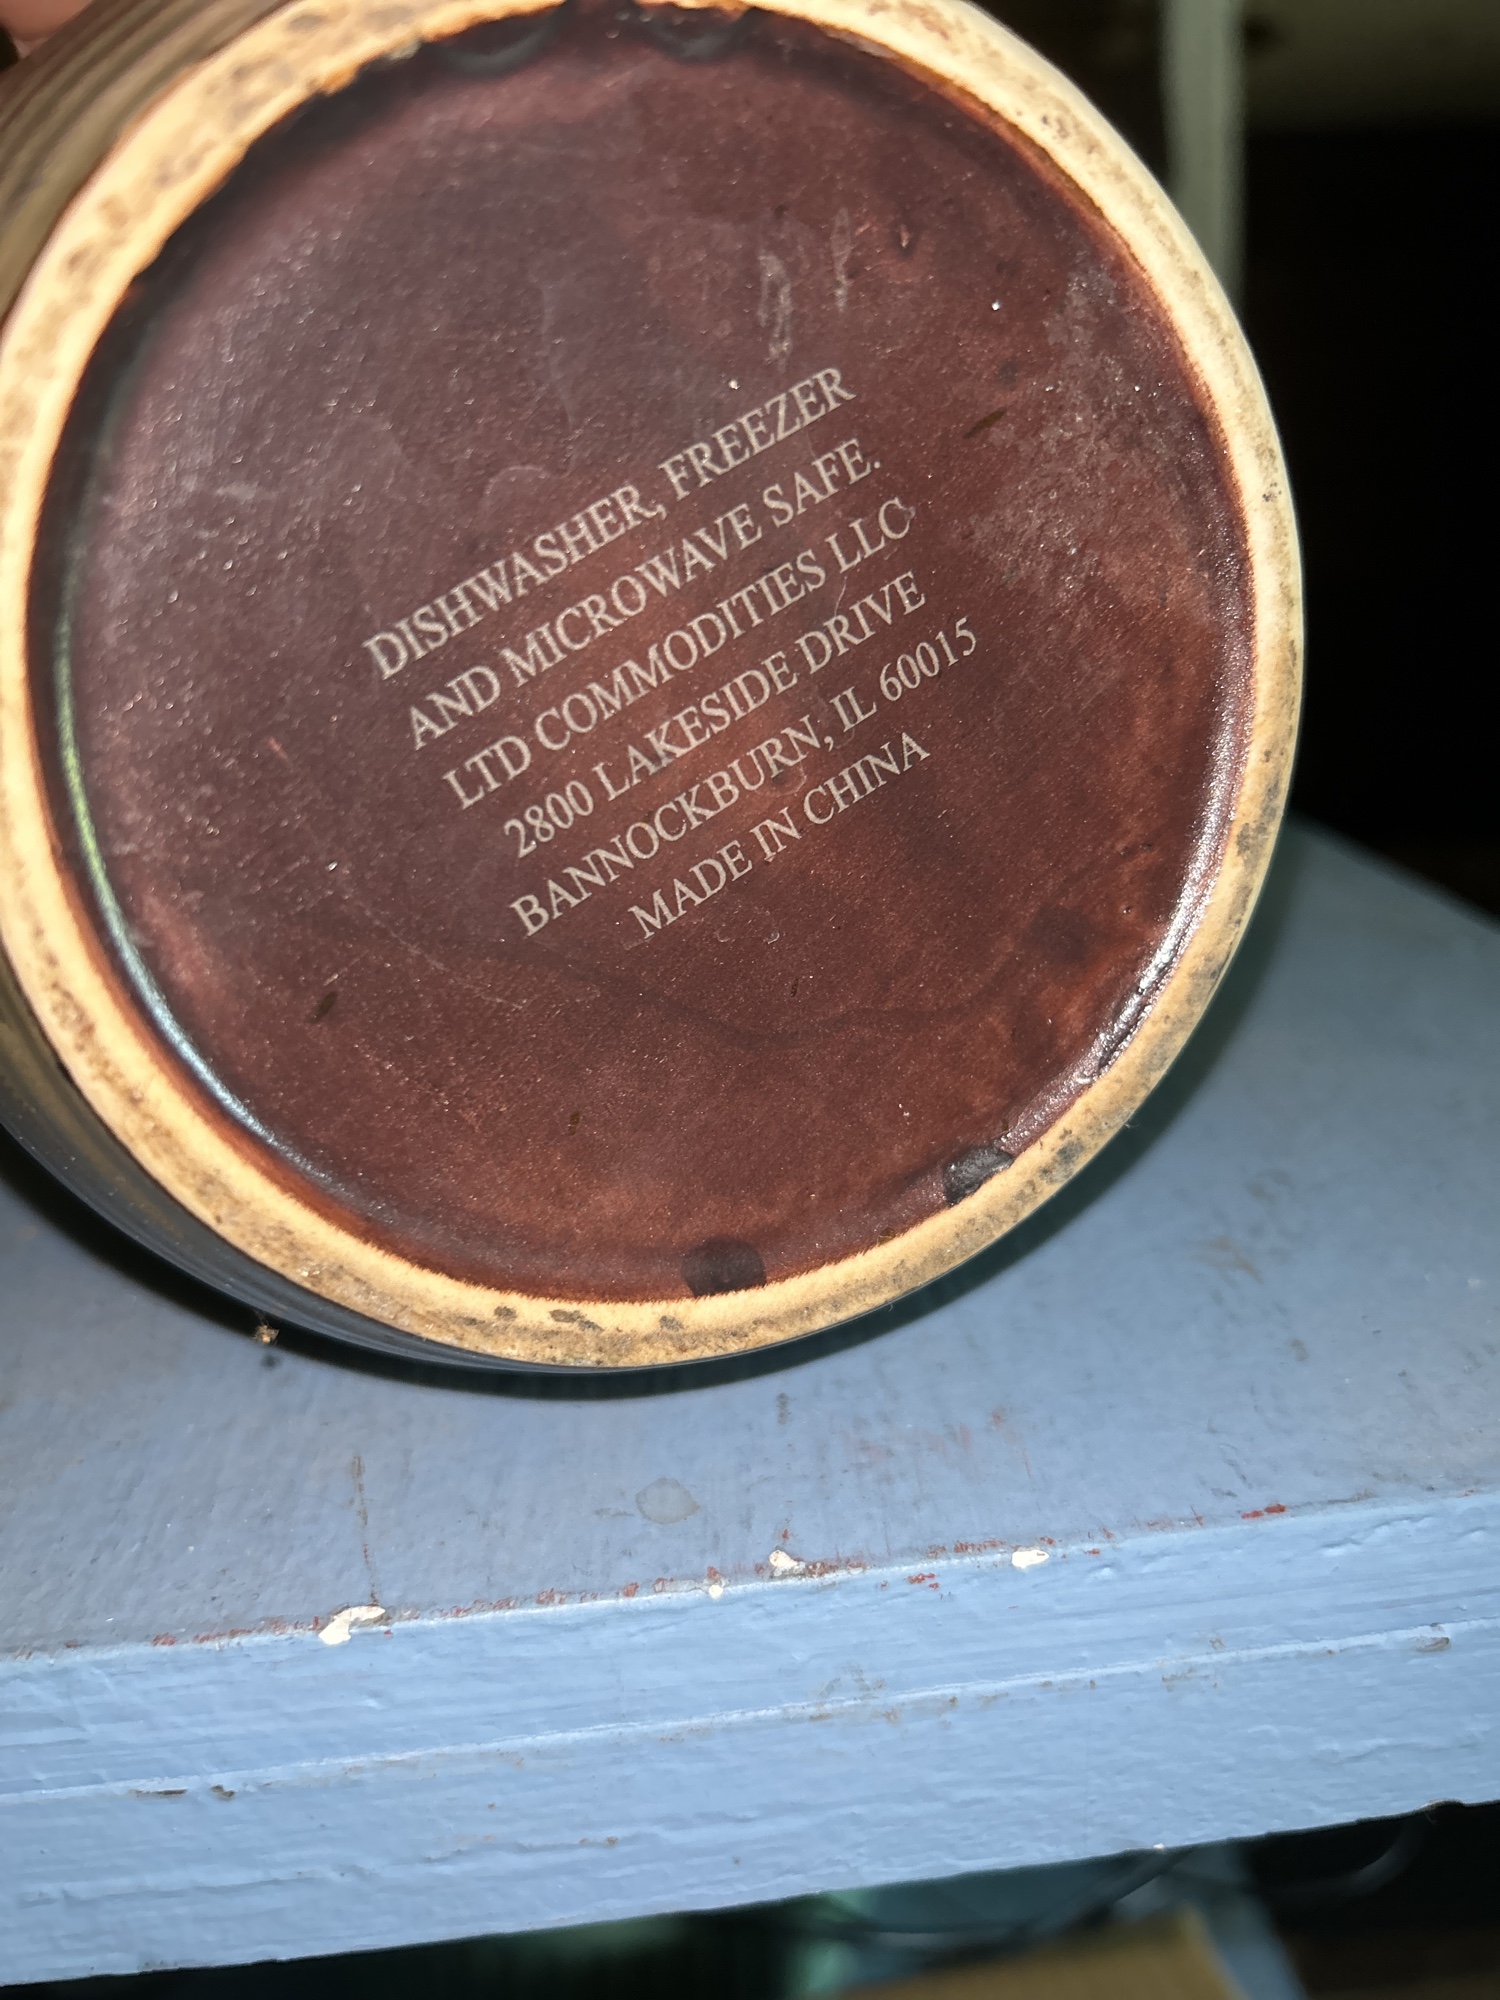 DISHWASHER, FREEZER
AND MICROWAVE SAFE.
LTD COMMODITIES LLC
2800 LAKESIDE DRIVE
BANNOCKBURN, IL 60015
MADE IN CHINA